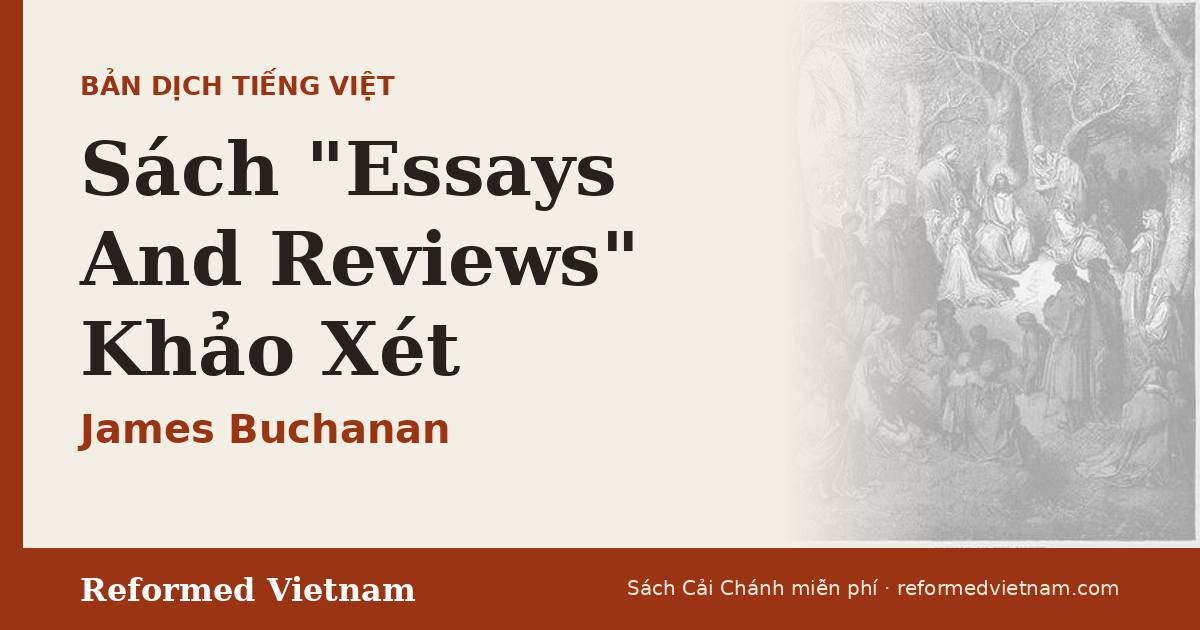 BẢN DỊCH TIẾNG VIỆT
Sách "Essays
And Reviews"
Khảo Xét
James Buchanan
Reformed Vietnam
Sách Cải Chánh miễn phí · reformedvietnam.com